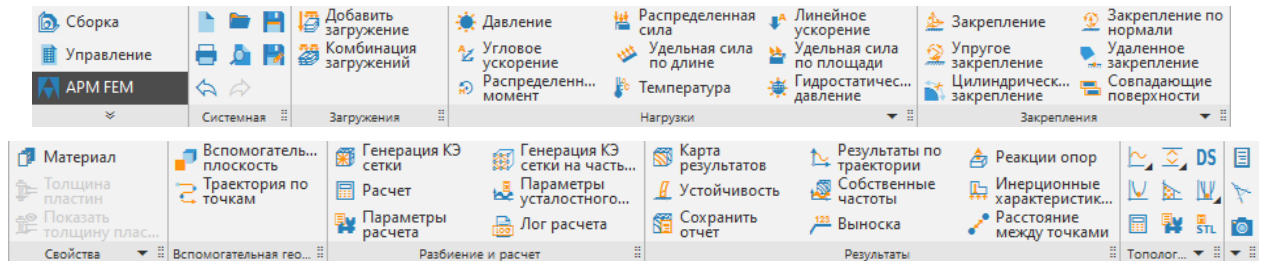 Сборка
Управление
APM FEM
Системная
Добавить загружение
Комбинация загружений
Загружения
Давление
Распределенная сила
Линейное ускорение
Угловое ускорение
Удельная сила по длине
Удельная сила по площади
Распределенн... момент
Температура
Гидростатичес... давление
Нагрузки
Закрепление
Закрепление по нормали
Упругое закрепление
Удаленное закрепление
Цилиндрическ... закрепление
Совпадающие поверхности
Закрепления
Материал
Толщина пластин
Показать толщину плас...
Свойства
Вспомогатель... плоскость
Траектория по точкам
Вспомогательная гео...
Генерация КЭ сетки
Генерация КЭ сетки на часть...
Расчет
Параметры усталостного...
Параметры расчета
Лог расчета
Разбиение и расчет
Карта результатов
Результаты по траектории
Реакции опор
Устойчивость
Собственные частоты
Инерционные характеристик...
Сохранить отчет
123
Выноска
Расстояние между точками
Результаты
DS
STL
Тополог...